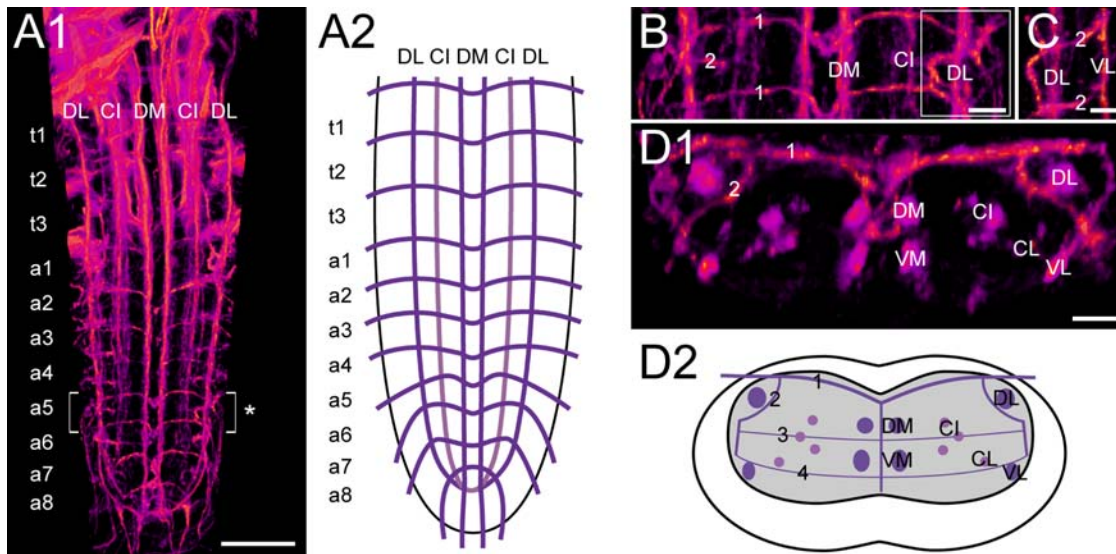 A1
DL CI DM CI DL
t1
t2
t3
a1
a2
a3
a4
a5
*
a6
a7
a8
A2
DL CI DM CI DL
t1
t2
t3
a1
a2
a3
a4
a5
a6
a7
a8
B
1
2
DM
CI
DL
1
C
2
DL
VL
2
D1
1
2
DL
DM
CI
VM
CL
VL
D2
1
2
DL
3
DM
CI
4
VM
CL
VL